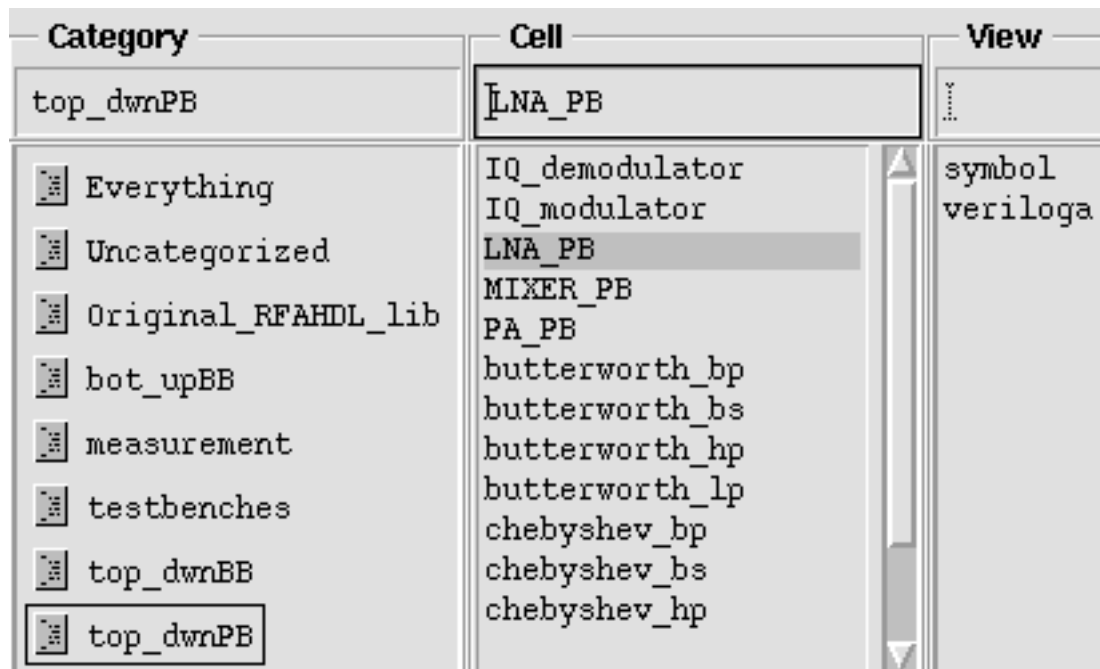 Category
top_dwnPB
Everything
Uncategorized
Original_RFAHDL_lib
bot_upBB
measurement
testbenches
top_dwnBB
top_dwnPB
Cell
LNA_PB
IQ_demodulator
IQ_modulator
LNA_PB
MIXER_PB
PA_PB
butterworth_bp
butterworth_bs
butterworth_hp
butterworth_lp
chebyshev_bp
chebyshev_bs
chebyshev_hp
View
symbol
veriloga